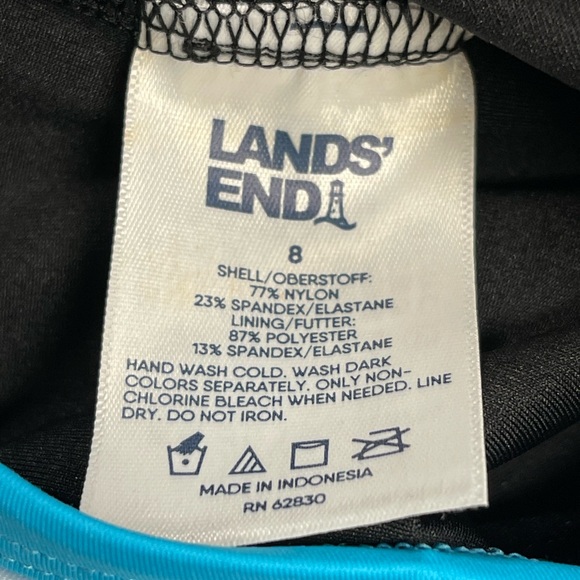 LANDS'
END
8
SHELL/OBERSTOFF:
77% NYLON
23% SPANDEX/ELASTANE
LINING/FUTTER:
87% POLYESTER
13% SPANDEX/ELASTANE
HAND WASH COLD. WASH DARK
COLORS SEPARATELY. ONLY NON-
CHLORINE BLEACH WHEN NEEDED. LINE
DRY. DO NOT IRON.
MADE IN INDONESIA
RN 62830